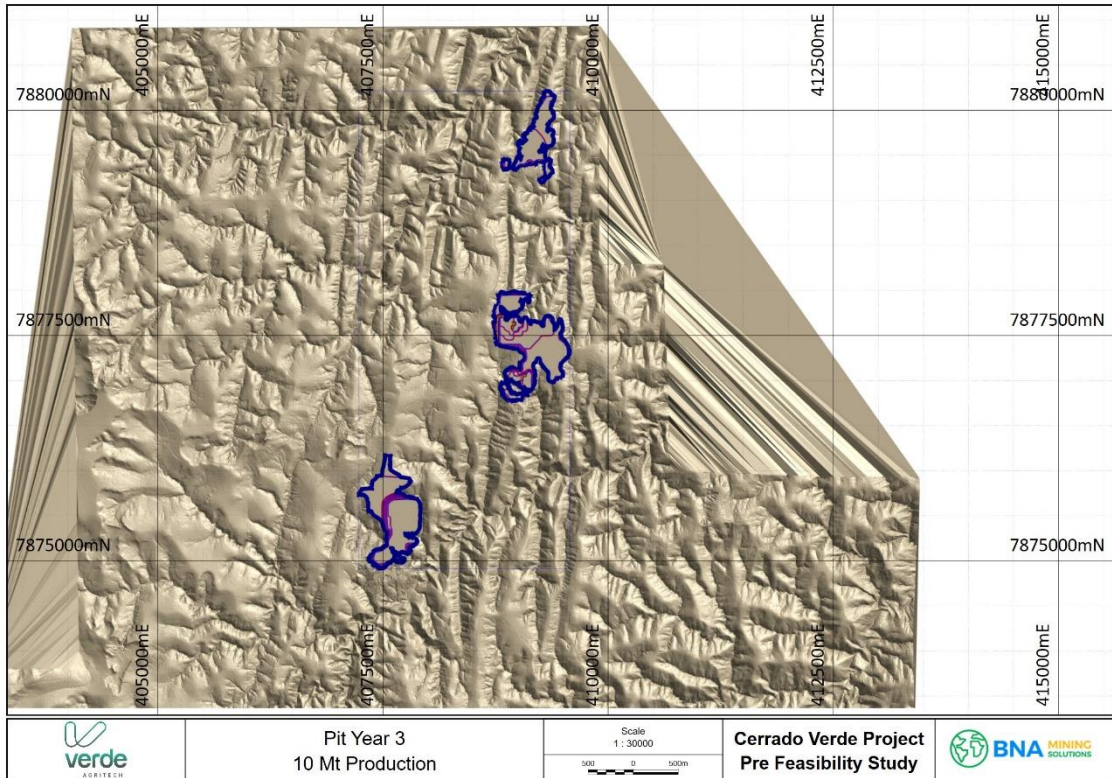 405000mE
407500mE
410000mE
412500mE
415000mE
7880000mN
7880000mN
7877500mN
7877500mN
7875000mN
7875000mN
405000mE
407500mE
410000mE
412500mE
415000mE
verde
AGRITECH
Pit Year 3
10 Mt Production
Scale
1 : 30000
500 0 500m
Cerrado Verde Project
Pre Feasibility Study
BNA MINING
SOLUTIONS